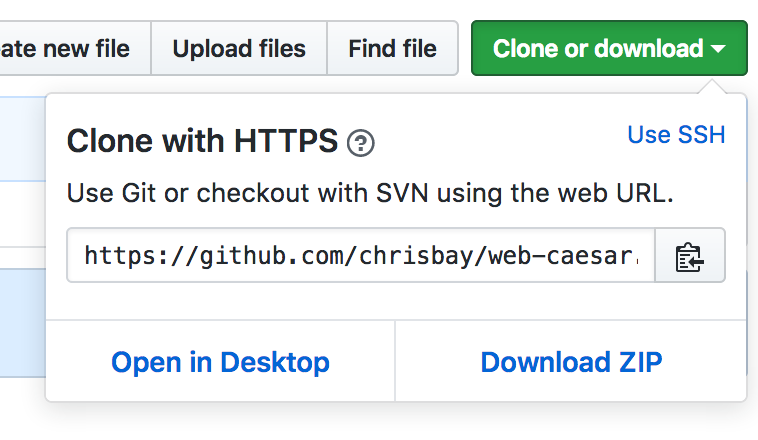 ate new file
Upload files
Find file
Clone or download
Clone with HTTPS ?
Use SSH
Use Git or checkout with SVN using the web URL.
https://github.com/chrisbay/web-caesar.
Open in Desktop
Download ZIP